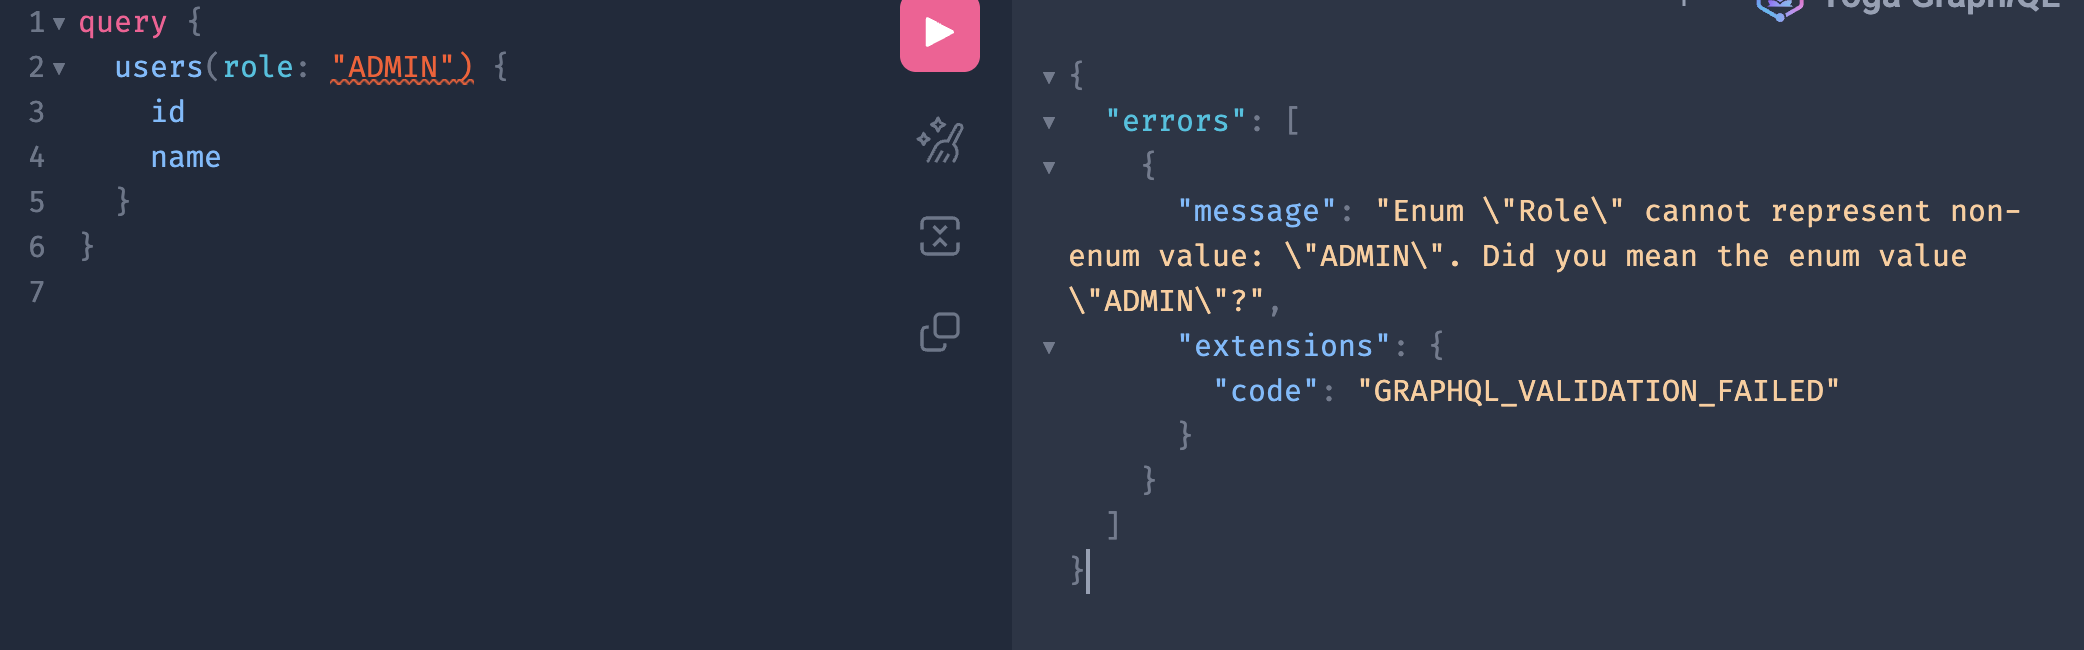 1 query {
2 users(role: "ADMIN") {
3 id
4 name
5 }
6 }
7
Yoga GraphiQL
{
"errors": [
{
"message": "Enum \"Role\" cannot represent non-
enum value: \"ADMIN\". Did you mean the enum value
\"ADMIN\"?",
"extensions": {
"code": "GRAPHQL_VALIDATION_FAILED"
}
}
]
}